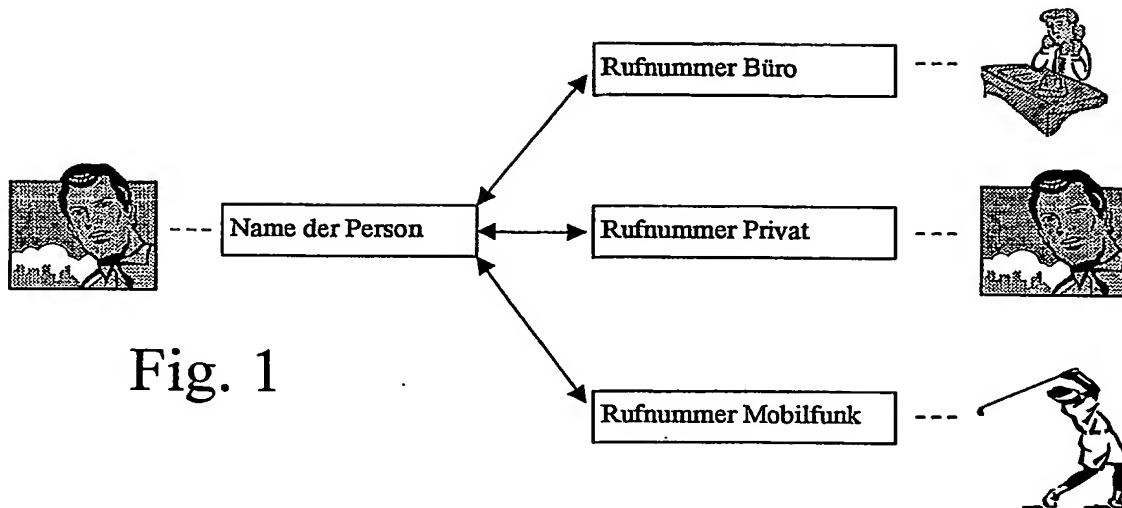 Rufnummer Büro
Name der Person
Rufnummer Privat
Fig. 1
Rufnummer Mobilfunk